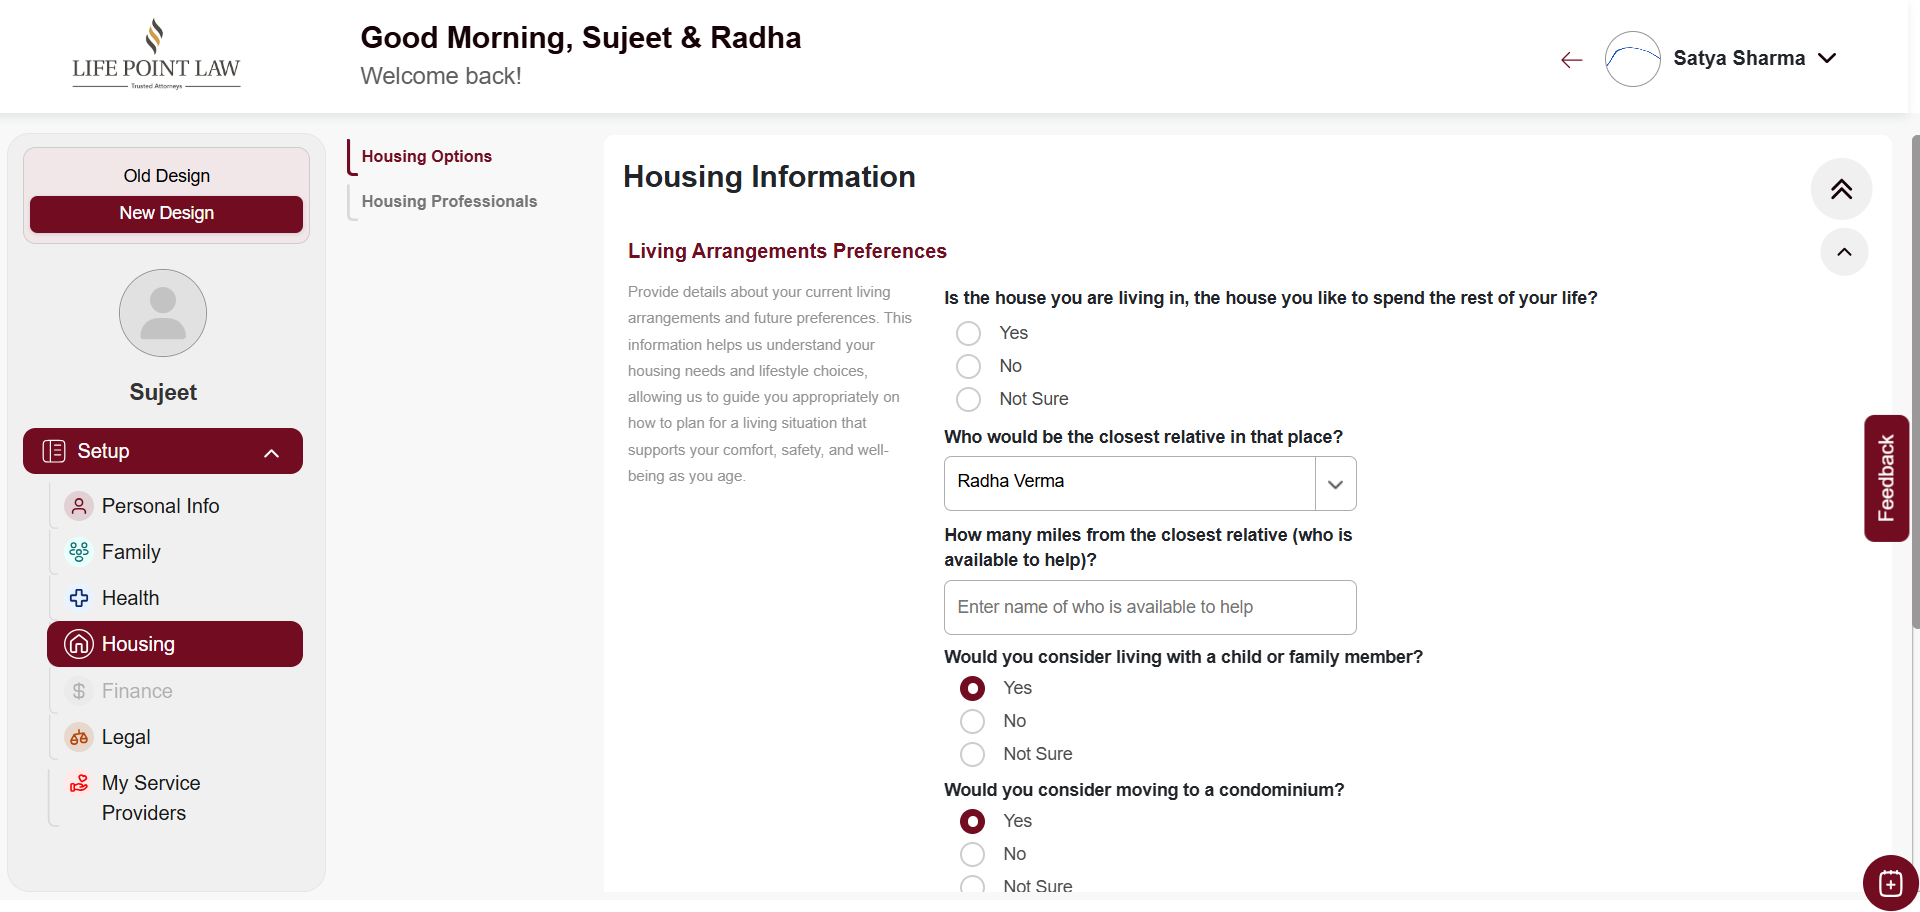 LIFE POINT LAW
Trusted Attorneys
Good Morning, Sujeet & Radha
Welcome back!
Satya Sharma
Old Design
New Design
Sujeet
Setup
Personal Info
Family
Health
Housing
Finance
Legal
My Service
Providers
Housing Options
Housing Professionals
Housing Information
Living Arrangements Preferences
Provide details about your current living
arrangements and future preferences. This
information helps us understand your
housing needs and lifestyle choices,
allowing us to guide you appropriately on
how to plan for a living situation that
supports your comfort, safety, and well-
being as you age.
Is the house you are living in, the house you like to spend the rest of your life?
Yes
No
Not Sure
Who would be the closest relative in that place?
Radha Verma
How many miles from the closest relative (who is
available to help)?
Enter name of who is available to help
Would you consider living with a child or family member?
Yes
No
Not Sure
Would you consider moving to a condominium?
Yes
No
Not Sure
Feedback